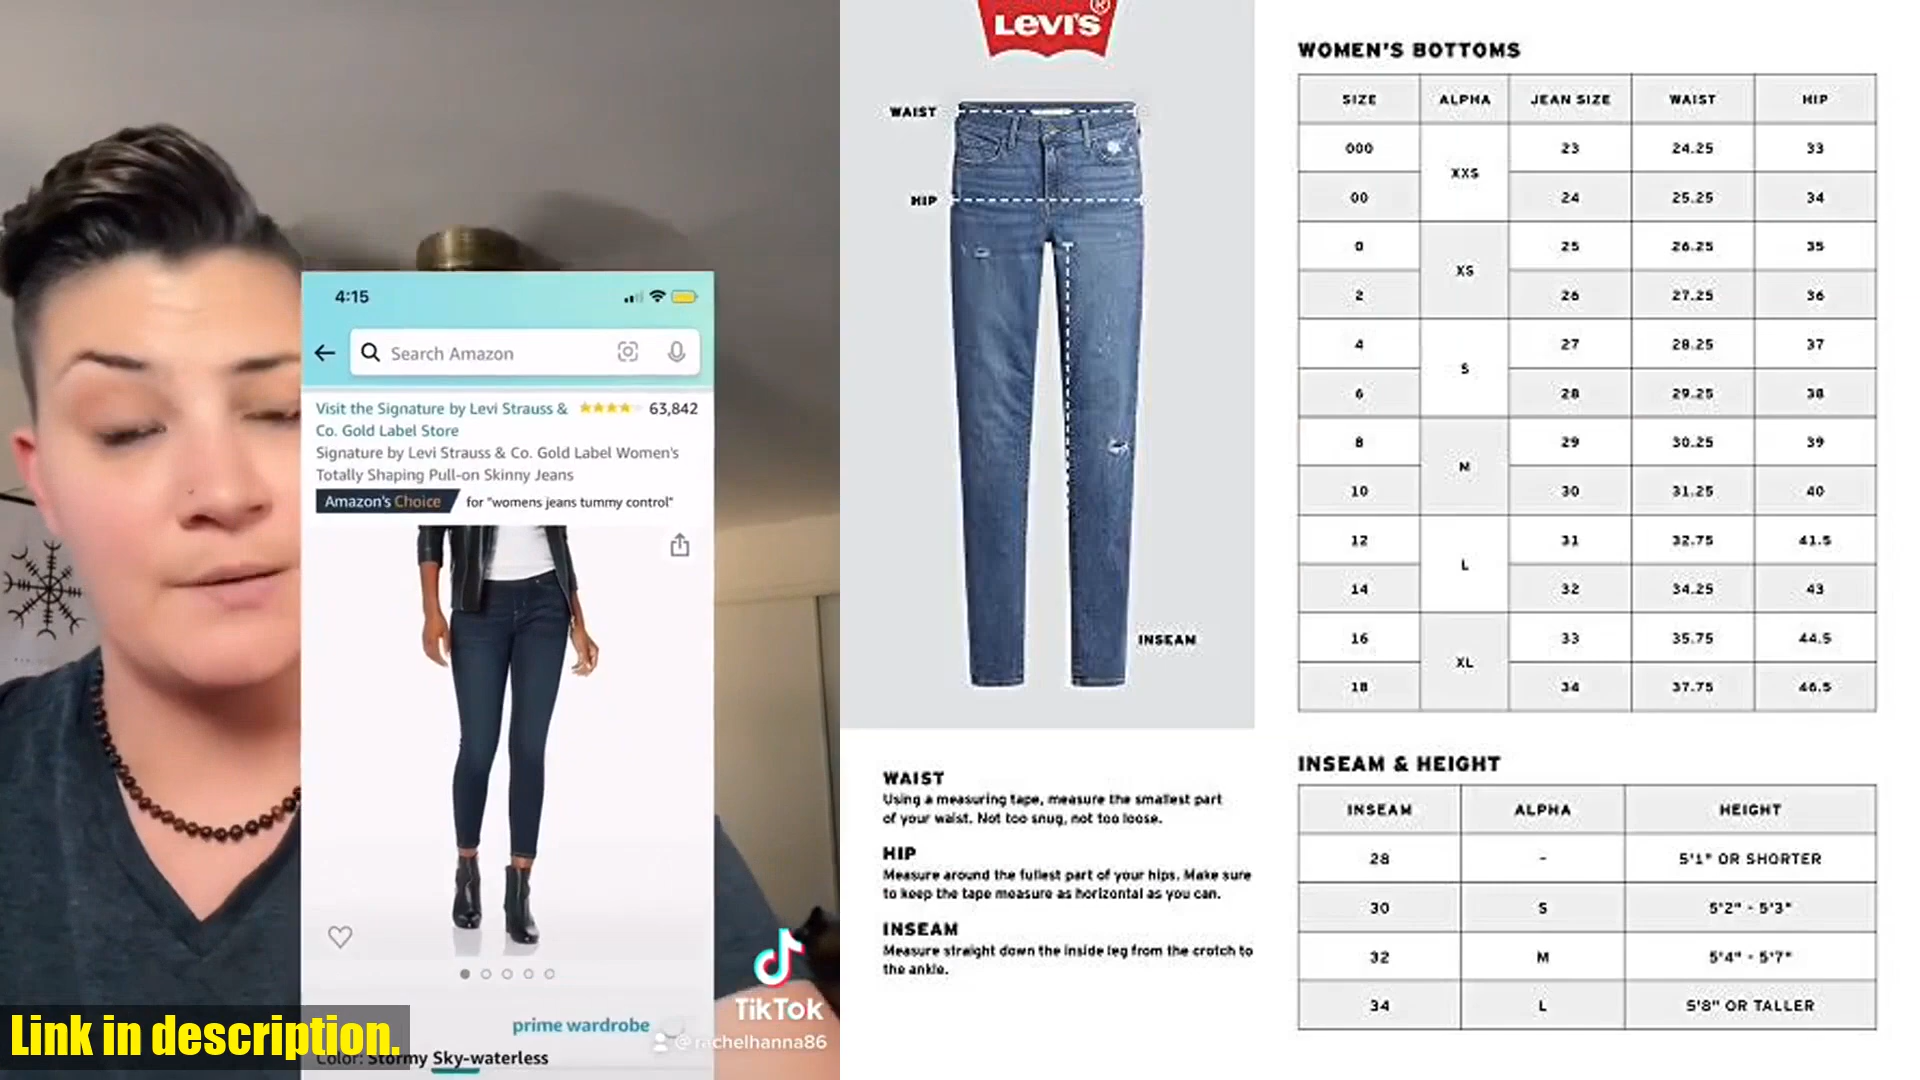 4:15
Search Amazon
Visit the Signature by Levi Strauss &
Co. Gold Label Store
63,842
Signature by Levi Strauss & Co. Gold Label Women's
Totally Shaping Pull-on Skinny Jeans
Amazon's Choice for "womens jeans tummy control"
prime wardrobe
Color: Stormy Sky-waterless
TikTok
@rachelhanna86
Link in description.
Levi's®
WAIST
HIP
INSEAM
WAIST
Using a measuring tape, measure the smallest part
of your waist. Not too snug, not too loose.
HIP
Measure around the fullest part of your hips. Make sure
to keep the tape measure as horizontal as you can.
INSEAM
Measure straight down the inside leg from the crotch to
the ankle.
WOMEN'S BOTTOMS
SIZE ALPHA JEAN SIZE WAIST HIP
000 XXS 23 24.25 33
00 24 25.25 34
0 XS 25 26.25 35
2 26 27.25 36
4 S 27 28.25 37
6 28 29.25 38
8 M 29 30.25 39
10 30 31.25 40
12 L 31 32.75 41.5
14 32 34.25 43
16 XL 33 35.75 44.5
18 34 37.75 46.5
INSEAM & HEIGHT
INSEAM ALPHA HEIGHT
28 - 5'1" OR SHORTER
30 S 5'2" - 5'3"
32 M 5'4" - 5'7"
34 L 5'8" OR TALLER